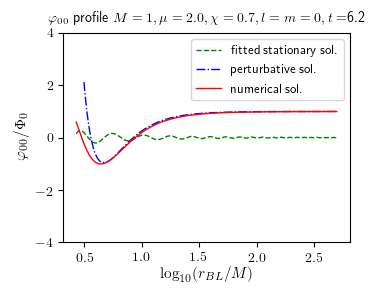 φ₀₀ profile M = 1, μ = 2.0, χ = 0.7, l = m = 0, t =6.2
fitted stationary sol.
perturbative sol.
numerical sol.
φ₀₀/Φ₀
4
2
0
−2
−4
0.5 1.0 1.5 2.0 2.5
log₁₀(r_BL/M)